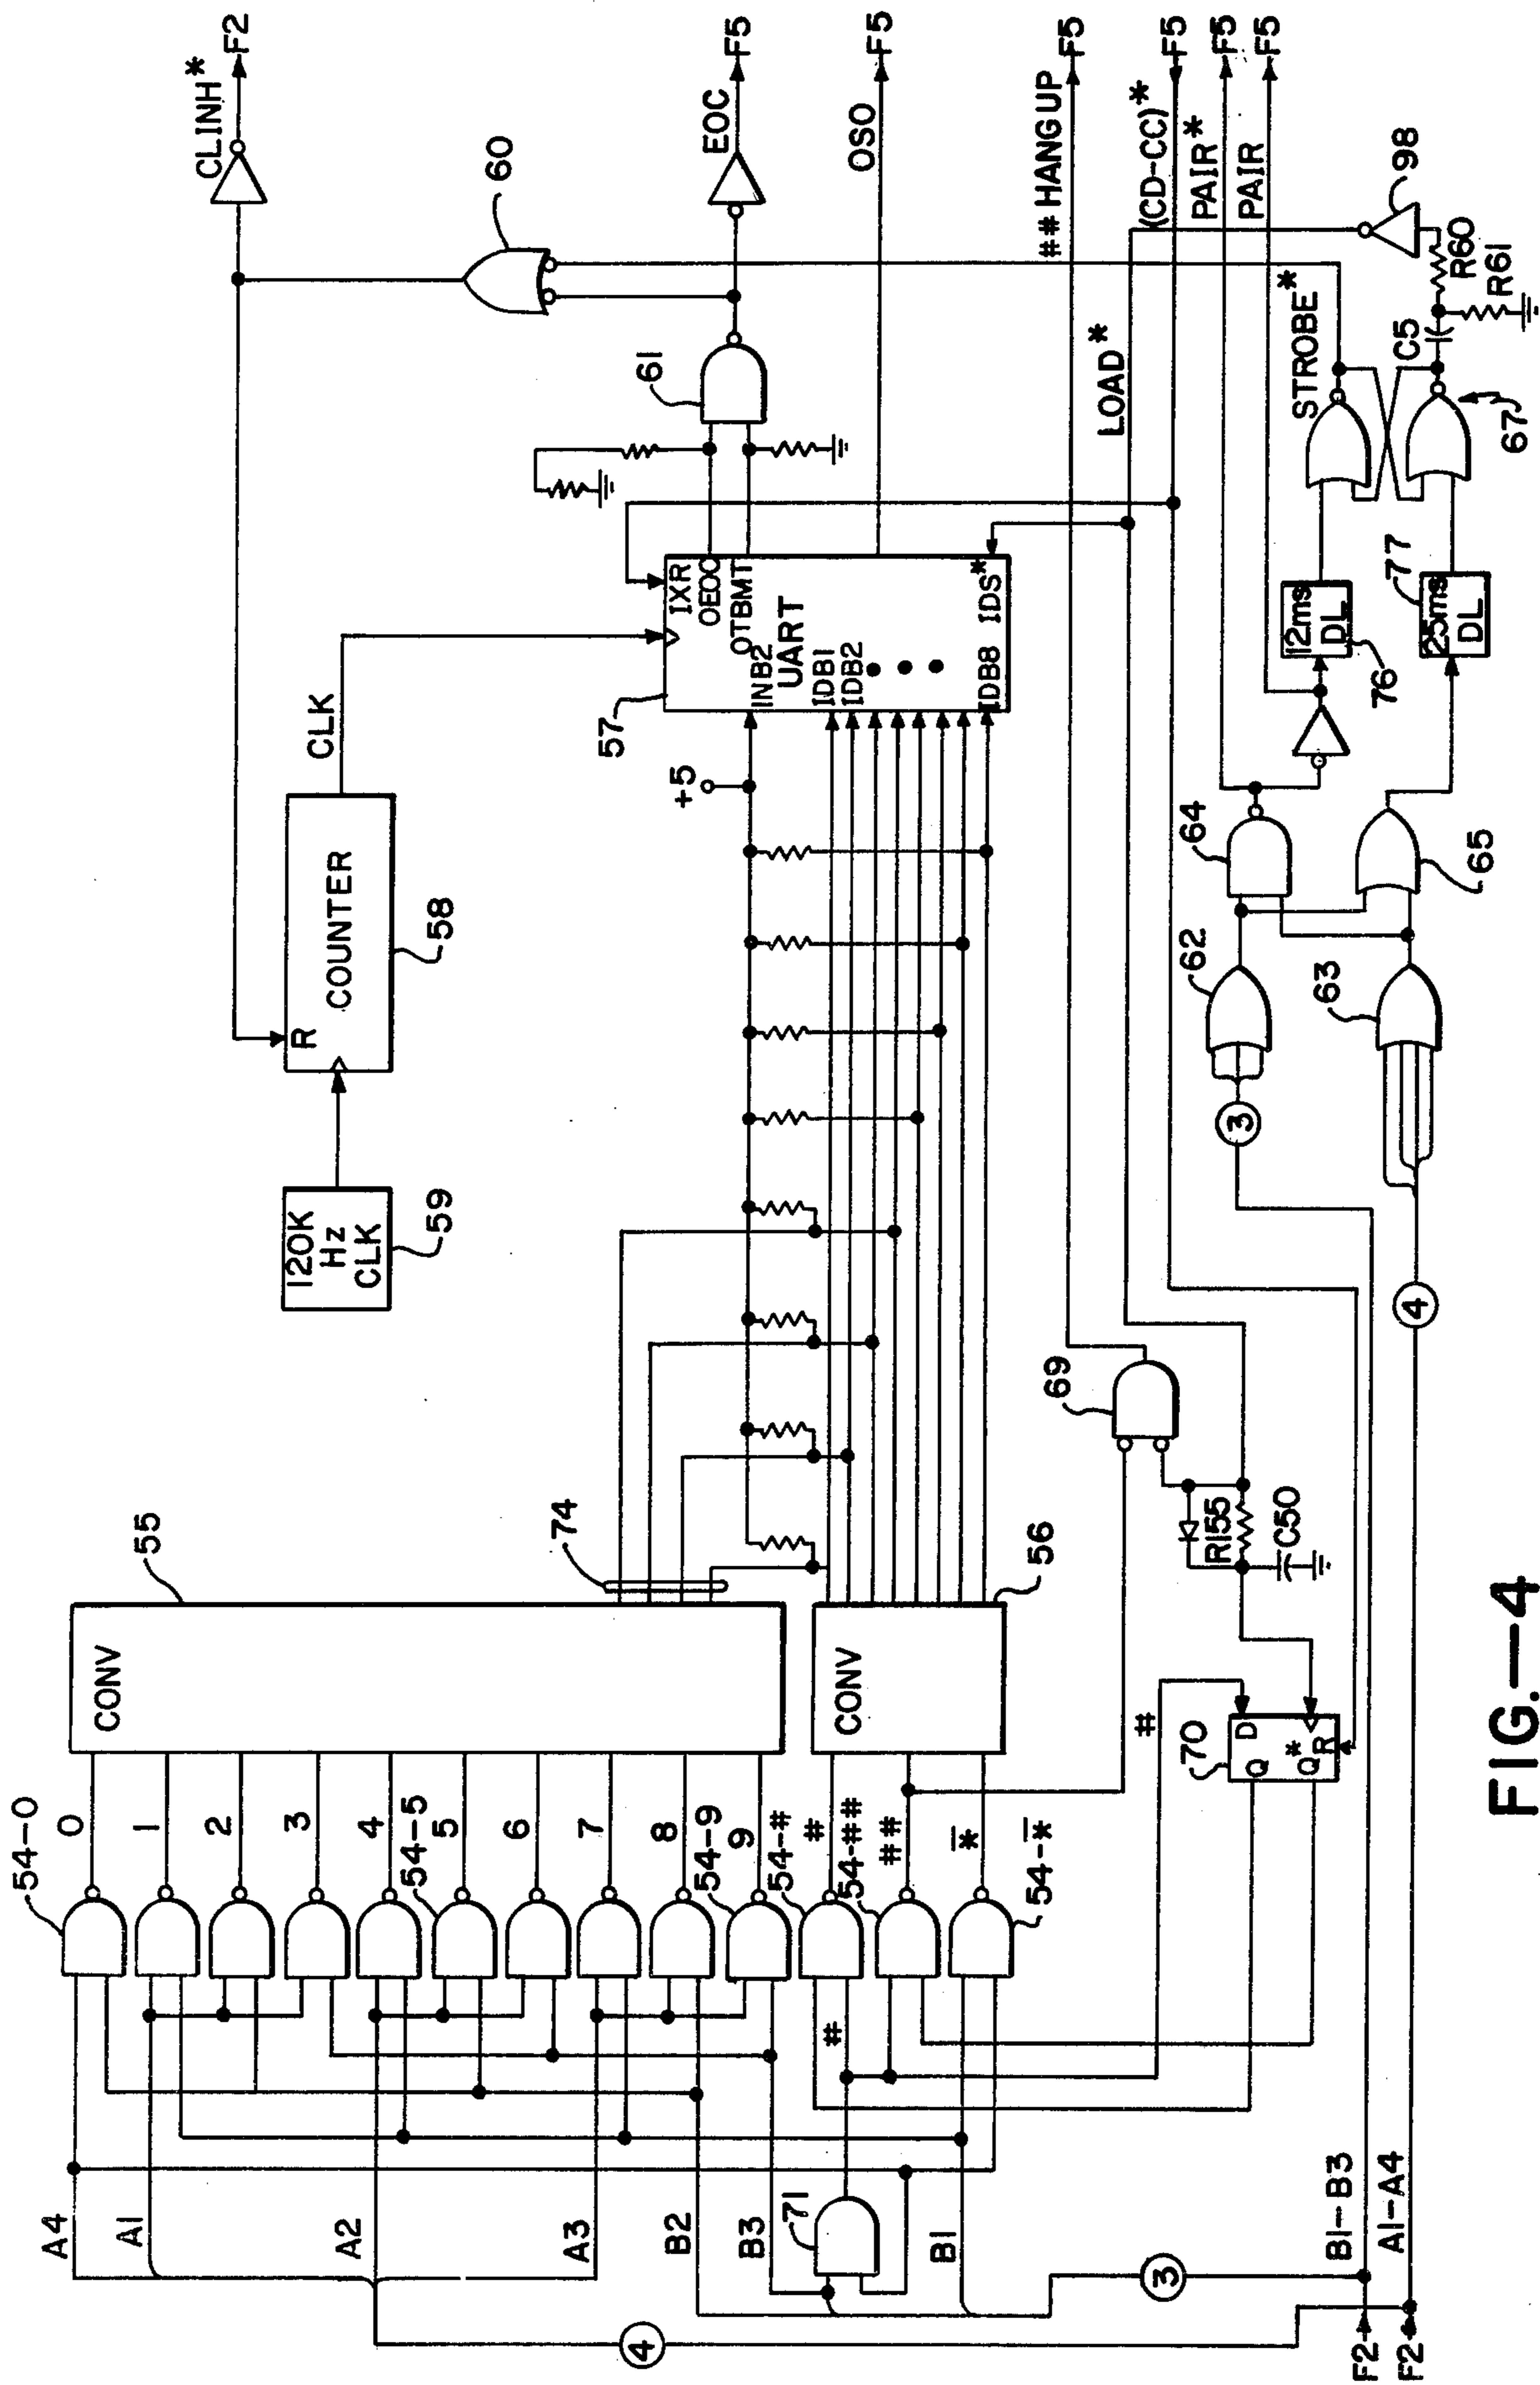 CLINH*
F2
60
EOC
F5
OSO
F5
##HANG UP
F5
(CD-CC)*
F5
PAIR*
F5
PAIR
F5
98
R60
R61
C5
STROBE*
67
LOAD*
61
IXR
OEOC
OTBMT
INB2
UART
IDB1
IDB2
IDB8
IDS*
57
+5
CLK
COUNTER
R
58
120K
Hz
CLK
59
12ms
DL
76
25ms
DL
77
64
65
62
63
3
4
69
R155
C50
CONV
55
74
CONV
56
#
70
D
Q
Q*
R
54-0
0
1
2
3
4
54-5
5
6
7
8
54-9
9
54-#
#
54-##
##
*
54-*
#
A4
A1
A2
A3
B2
B3
71
B1
3
4
B1-B3
A1-A4
F2
F2
FIG.—4